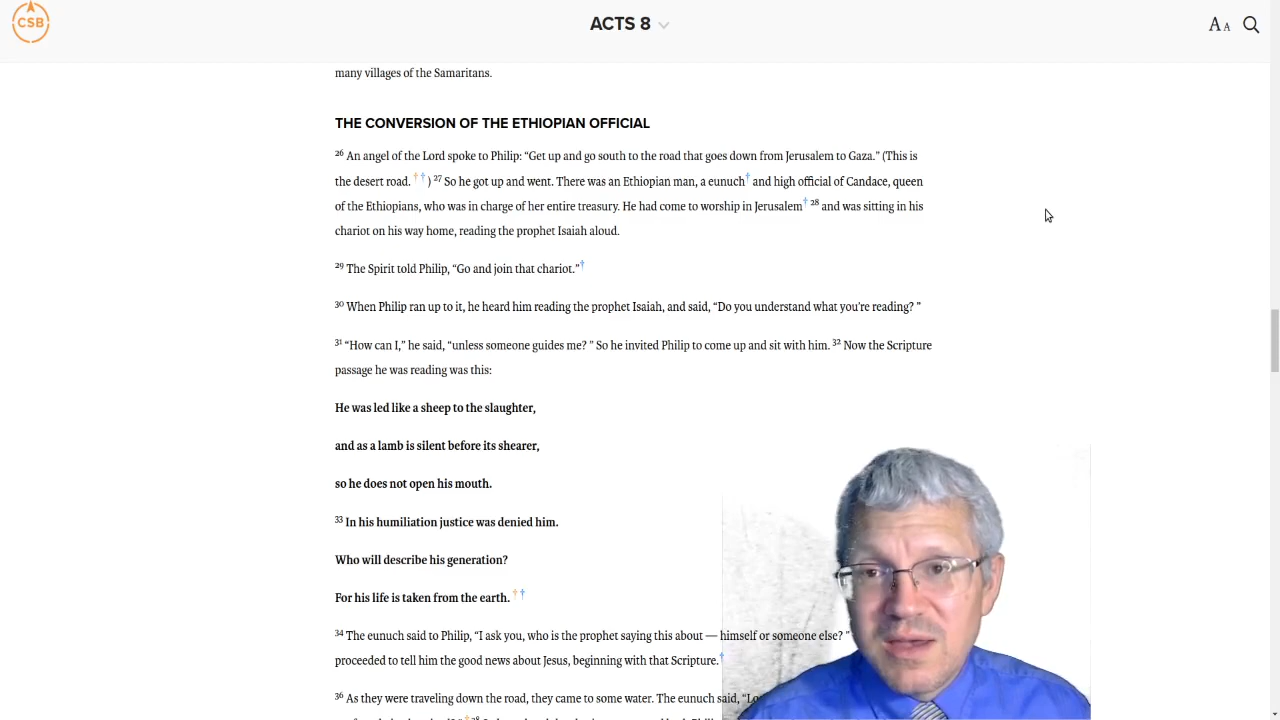 CSB
ACTS 8
A A
many villages of the Samaritans.
THE CONVERSION OF THE ETHIOPIAN OFFICIAL
26 An angel of the Lord spoke to Philip: “Get up and go south to the road that goes down from Jerusalem to Gaza.” (This is
the desert road. † † ) 27 So he got up and went. There was an Ethiopian man, a eunuch † and high official of Candace, queen
of the Ethiopians, who was in charge of her entire treasury. He had come to worship in Jerusalem † 28 and was sitting in his
chariot on his way home, reading the prophet Isaiah aloud.
29 The Spirit told Philip, “Go and join that chariot.” †
30 When Philip ran up to it, he heard him reading the prophet Isaiah, and said, “Do you understand what you're reading? ”
31 “How can I,” he said, “unless someone guides me? ” So he invited Philip to come up and sit with him. 32 Now the Scripture
passage he was reading was this:
He was led like a sheep to the slaughter,
and as a lamb is silent before its shearer,
so he does not open his mouth.
33 In his humiliation justice was denied him.
Who will describe his generation?
For his life is taken from the earth. † †
34 The eunuch said to Philip, “I ask you, who is the prophet saying this about — himself or someone else? ”
proceeded to tell him the good news about Jesus, beginning with that Scripture. †
36 As they were traveling down the road, they came to some water. The eunuch said,